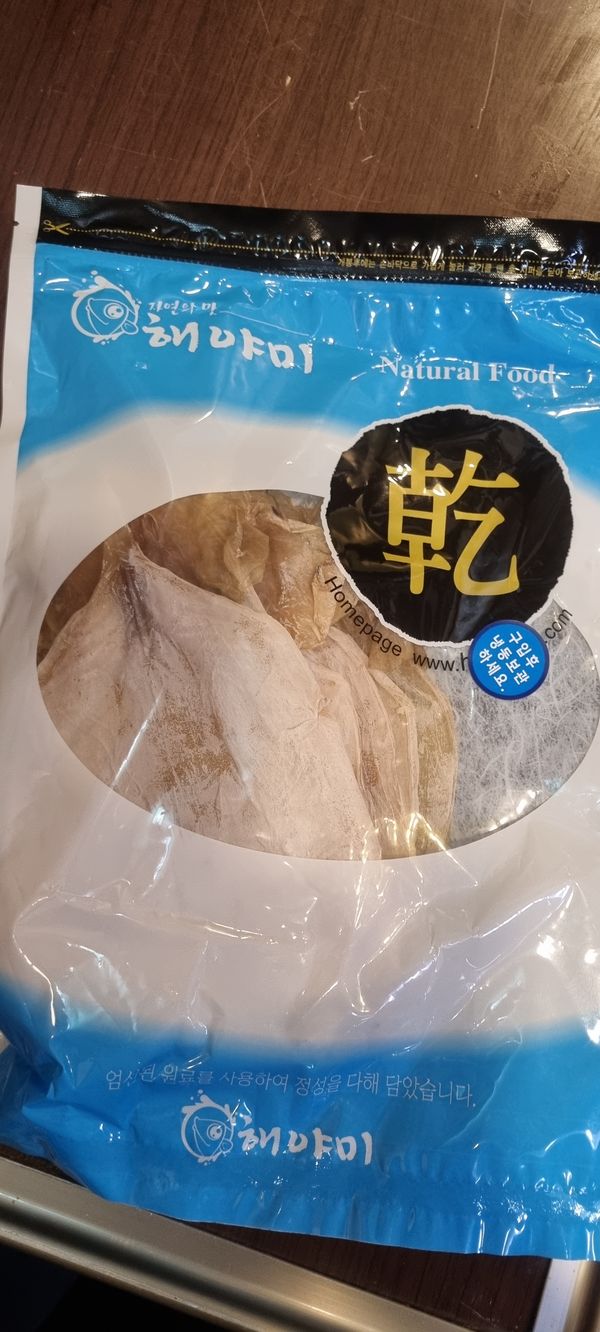 자연의 맛
해야미
Natural Food
乾
Homepage www.h
.com
구입후
냉동보관
하세요.
엄선된 원료를 사용하여 정성을 다해 담았습니다.
해야미